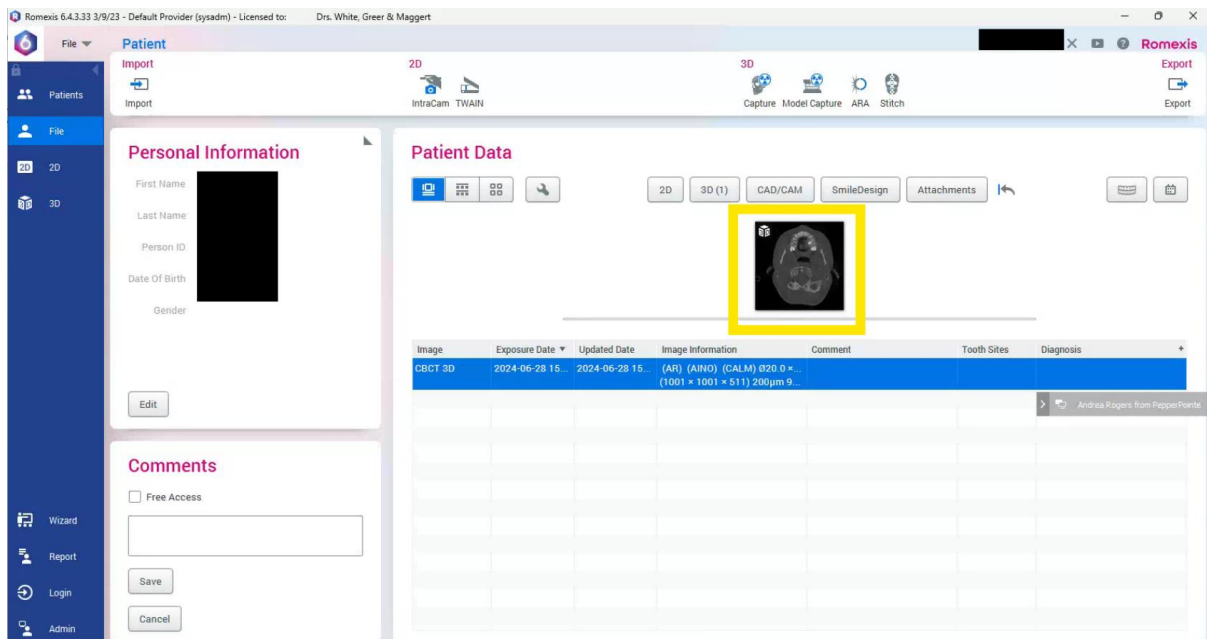 Romexis 6.4.3.33 3/9/23 - Default Provider (sysadm) - Licensed to: Drs. White, Greer & Maggert
6 File Patient Romexis
Import 2D 3D Export
Import IntraCam TWAIN Capture Model Capture ARA Stitch Export
Patients
File
2D 2D
3D 3D
Wizard
Report
Login
Admin
Personal Information
First Name
Last Name
Person ID
Date Of Birth
Gender
Edit
Comments
Free Access
Save
Cancel
Patient Data
2D 3D (1) CAD/CAM SmileDesign Attachments
3D
Image Exposure Date Updated Date Image Information Comment Tooth Sites Diagnosis +
CBCT 3D 2024-06-28 15... 2024-06-28 15... (AR) (AINO) (CALM) Ø20.0 ×...
(1001 × 1001 × 511) 200µm 9...
Andrea Rogers from PepperPointe